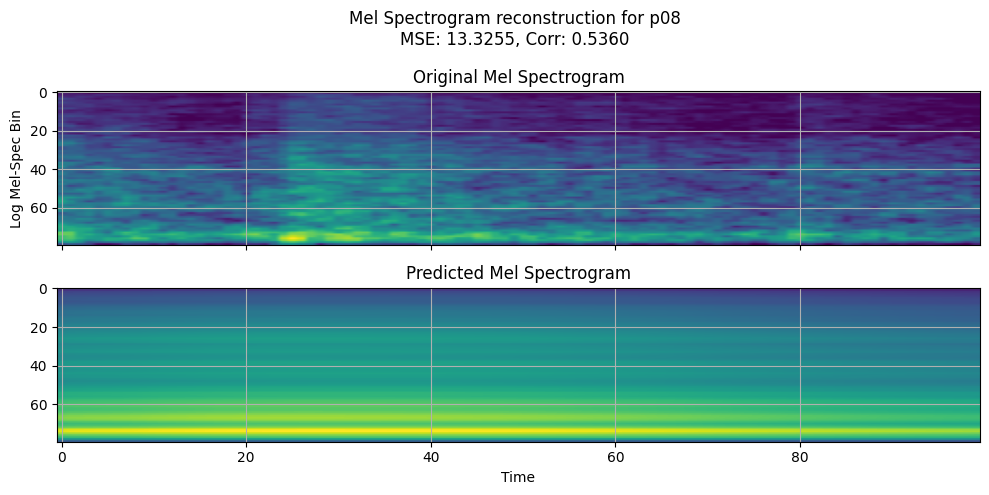 Mel Spectrogram reconstruction for p08
MSE: 13.3255, Corr: 0.5360
Original Mel Spectrogram
0
20
40
60
Log Mel-Spec Bin
Predicted Mel Spectrogram
0
20
40
60
0 20 40 60 80
Time